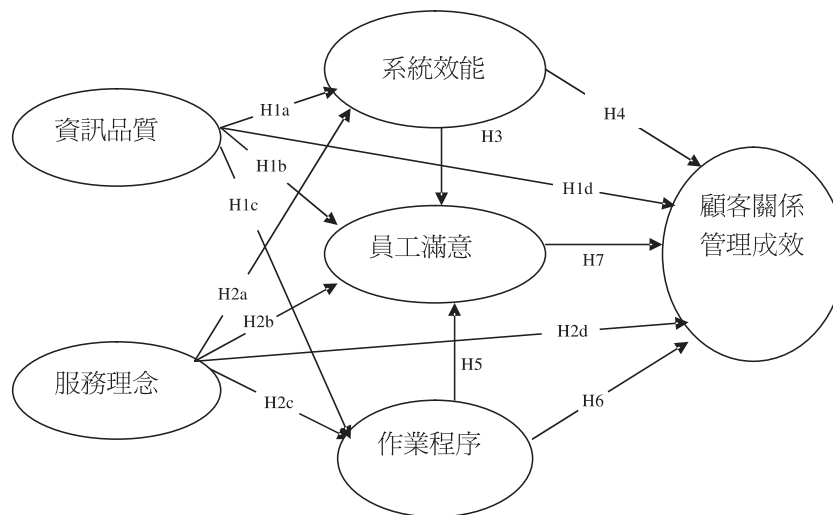 系統效能
資訊品質
H1a
H3
H4
H1b
H1d
H1c
顧客關係
管理成效
員工滿意
H7
H2a
H2b
H2d
服務理念
H5
H2c
H6
作業程序